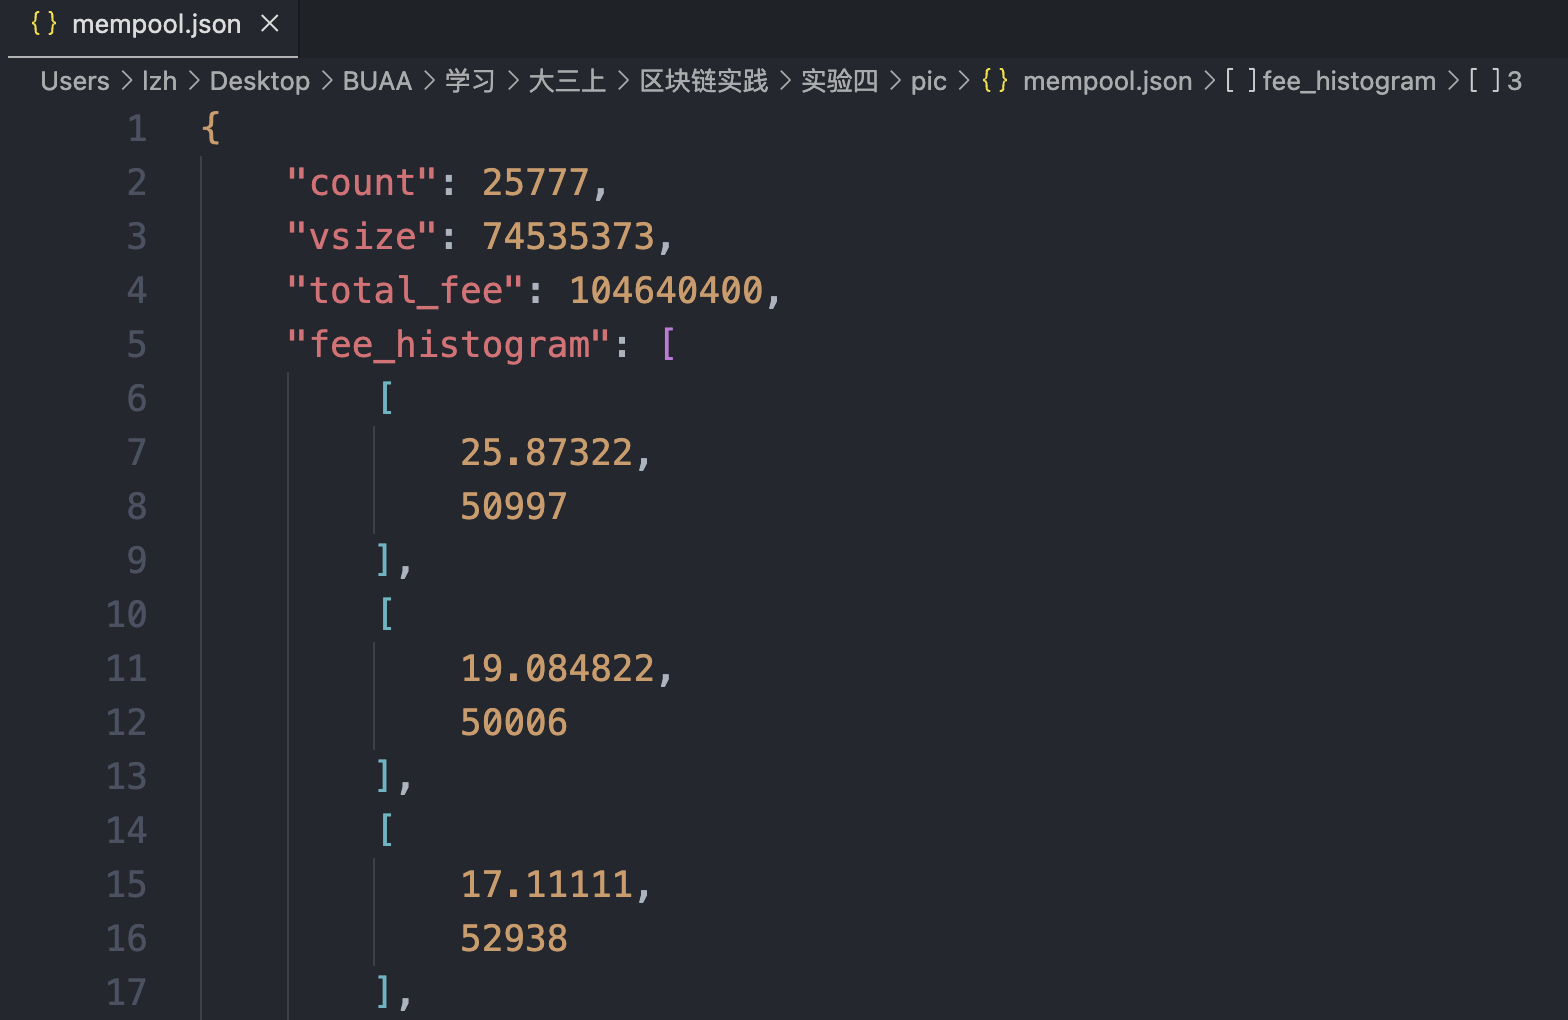 {} mempool.json ×
Users > lzh > Desktop > BUAA > 学习 > 大三上 > 区块链实践 > 实验四 > pic > {} mempool.json > [ ] fee_histogram > [ ] 3
1 {
2 "count": 25777,
3 "vsize": 74535373,
4 "total_fee": 104640400,
5 "fee_histogram": [
6 [
7 25.87322,
8 50997
9 ],
10 [
11 19.084822,
12 50006
13 ],
14 [
15 17.11111,
16 52938
17 ],